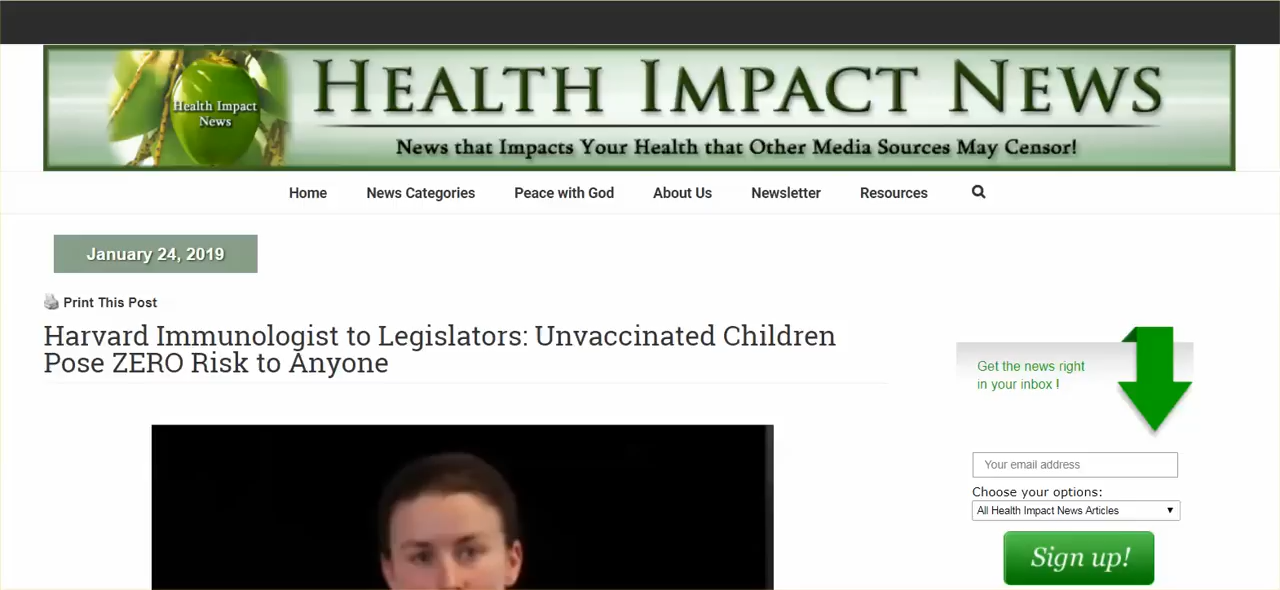 Health Impact
News
HEALTH IMPACT NEWS
News that Impacts Your Health that Other Media Sources May Censor!
Home News Categories Peace with God About Us Newsletter Resources
January 24, 2019
Print This Post
Harvard Immunologist to Legislators: Unvaccinated Children
Pose ZERO Risk to Anyone
Get the news right
in your inbox !
Your email address
Choose your options:
All Health Impact News Articles
Sign up!